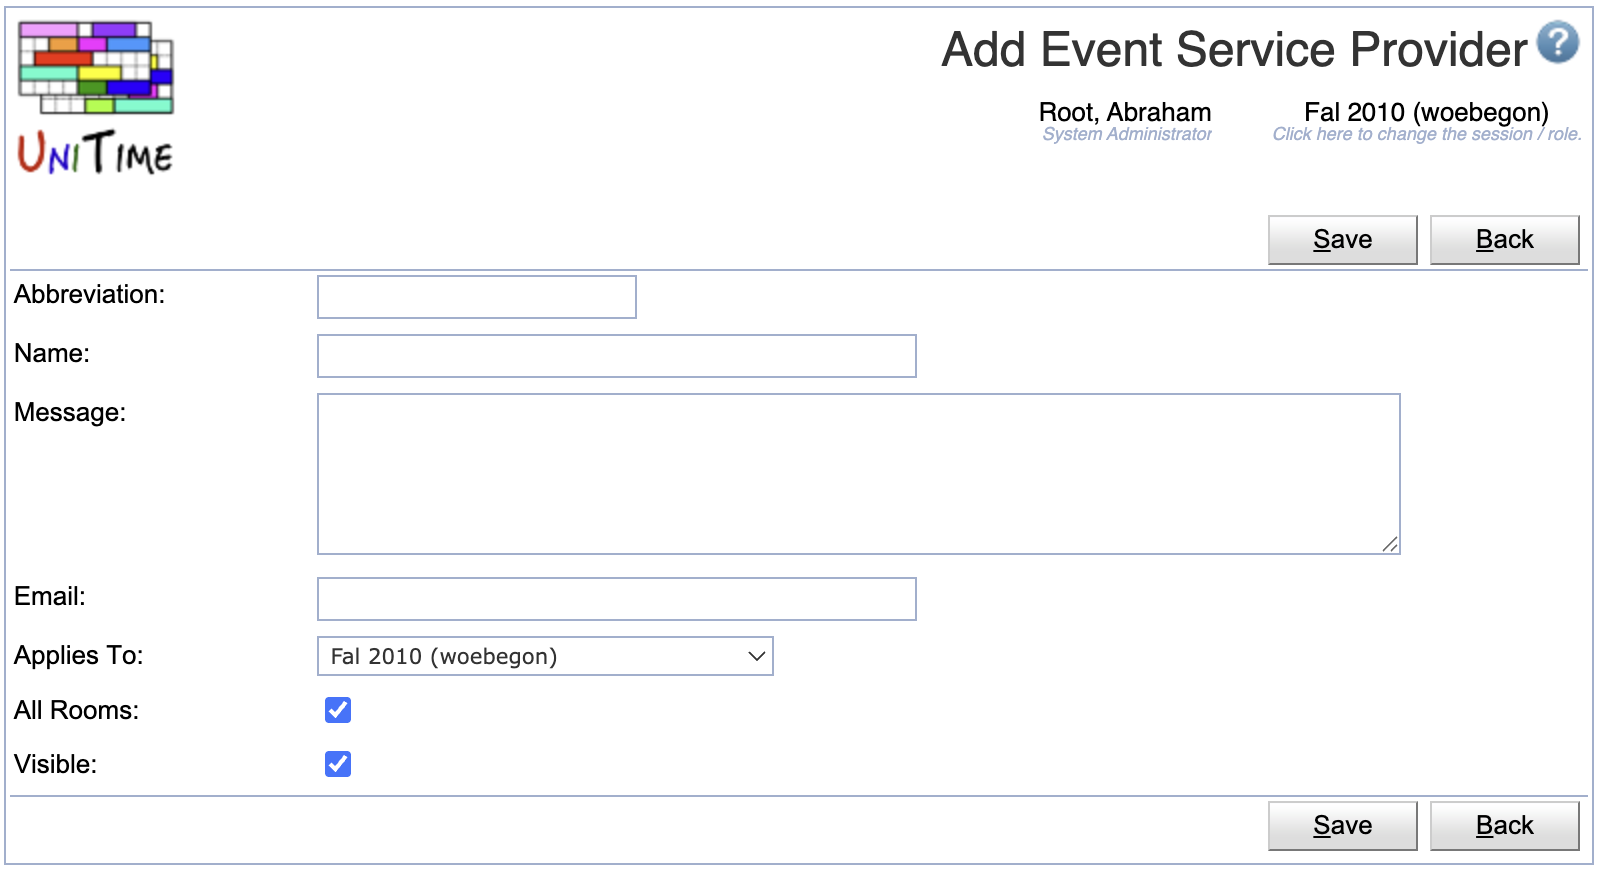 Add Event Service Provider ?
Root, Abraham Fal 2010 (woebegon)
System Administrator Click here to change the session / role.
UNITIME
Save Back
Abbreviation:
Name:
Message:
Email:
Applies To: Fal 2010 (woebegon)
All Rooms:
Visible:
Save Back